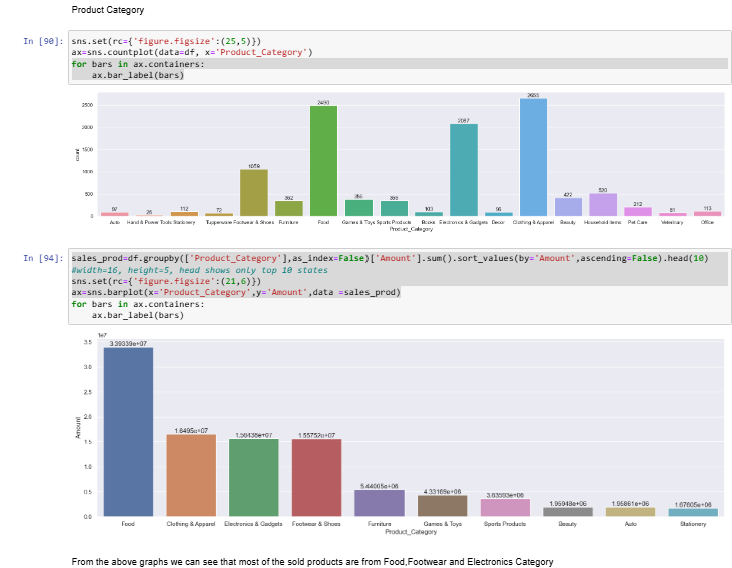 Product Category
In [90]: sns.set(rc={'figure.figsize':(25,5)})
ax=sns.countplot(data=df, x='Product_Category')
for bars in ax.containers:
ax.bar_label(bars)
2500
2000
1500
1000
500
0
count
97
112
72
1059
352
2493
356
356
103
2087
96
2655
422
520
212
81
113
Auto Hand & Power Tools Stationery Tupperware Footwear & Shoes Furniture Food Games & Toys Sports Products Books Electronics & Gadgets Decor Clothing & Apparel Beauty Household items Pet Care Veterinary Office
Product_Category
In [94]: sales_prod=df.groupby(['Product_Category'],as_index=False)['Amount'].sum().sort_values(by='Amount',ascending=False).head(10)
#width=16, height=5, head shows only top 10 states
sns.set(rc={'figure.figsize':(21,6)})
ax=sns.barplot(x='Product_Category',y='Amount',data =sales_prod)
for bars in ax.containers:
ax.bar_label(bars)
1e7
3.5
3.0
2.5
2.0
1.5
1.0
0.5
0.0
Amount
3.39339e+07
1.6495e+07
1.56436e+07
1.55752e+07
5.44005e+06
4.33169e+06
3.63593e+06
1.95948e+06
1.95861e+06
1.67605e+06
Food Clothing & Apparel Electronics & Gadgets Footwear & Shoes Furniture Games & Toys Sports Products Beauty Auto Stationery
Product_Category
From the above graphs we can see that most of the sold products are from Food,Footwear and Electronics Category